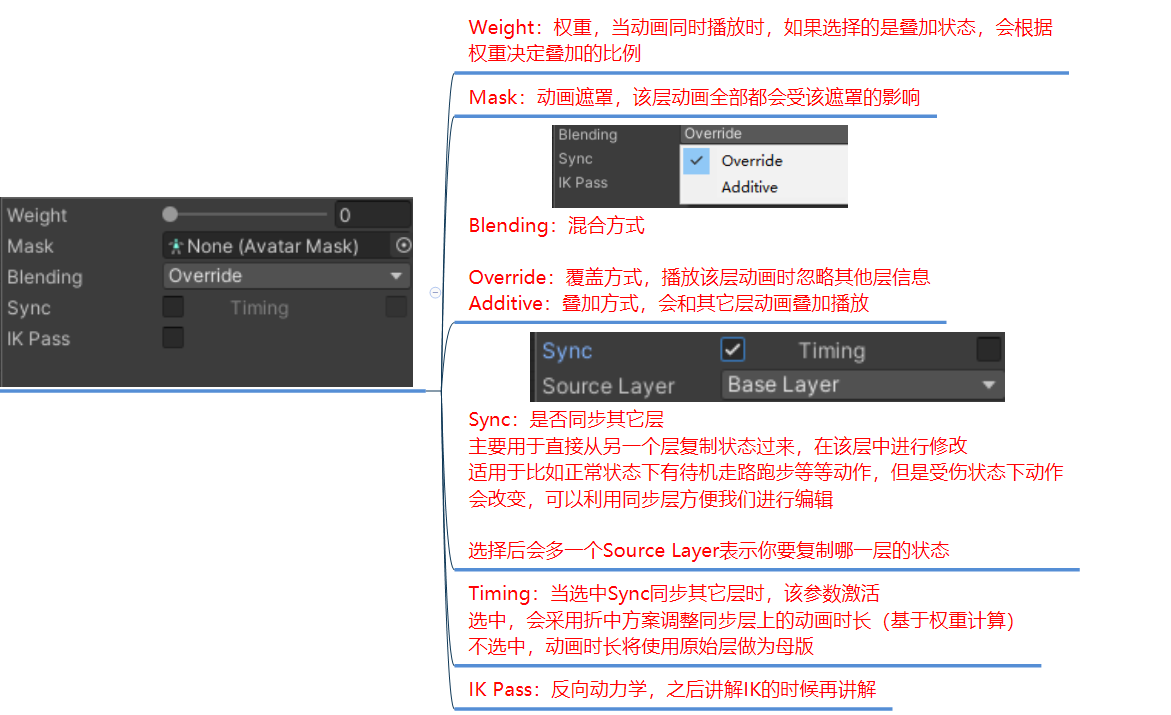 Weight 0
Mask None (Avatar Mask)
Blending Override
Sync Timing
IK Pass
Weight：权重，当动画同时播放时，如果选择的是叠加状态，会根据
权重决定叠加的比例
Mask：动画遮罩，该层动画全部都会受该遮罩的影响
Blending Override
Sync Override
IK Pass Additive
Blending：混合方式
Override：覆盖方式，播放该层动画时忽略其他层信息
Additive：叠加方式，会和其它层动画叠加播放
Sync Timing
Source Layer Base Layer
Sync：是否同步其它层
主要用于直接从另一个层复制状态过来，在该层中进行修改
适用于比如正常状态下有待机走路跑步等等动作，但是受伤状态下动作
会改变，可以利用同步层方便我们进行编辑
选择后会多一个Source Layer表示你要复制哪一层的状态
Timing：当选中Sync同步其它层时，该参数激活
选中，会采用折中方案调整同步层上的动画时长（基于权重计算）
不选中，动画时长将使用原始层做为母版
IK Pass：反向动力学，之后讲解IK的时候再讲解